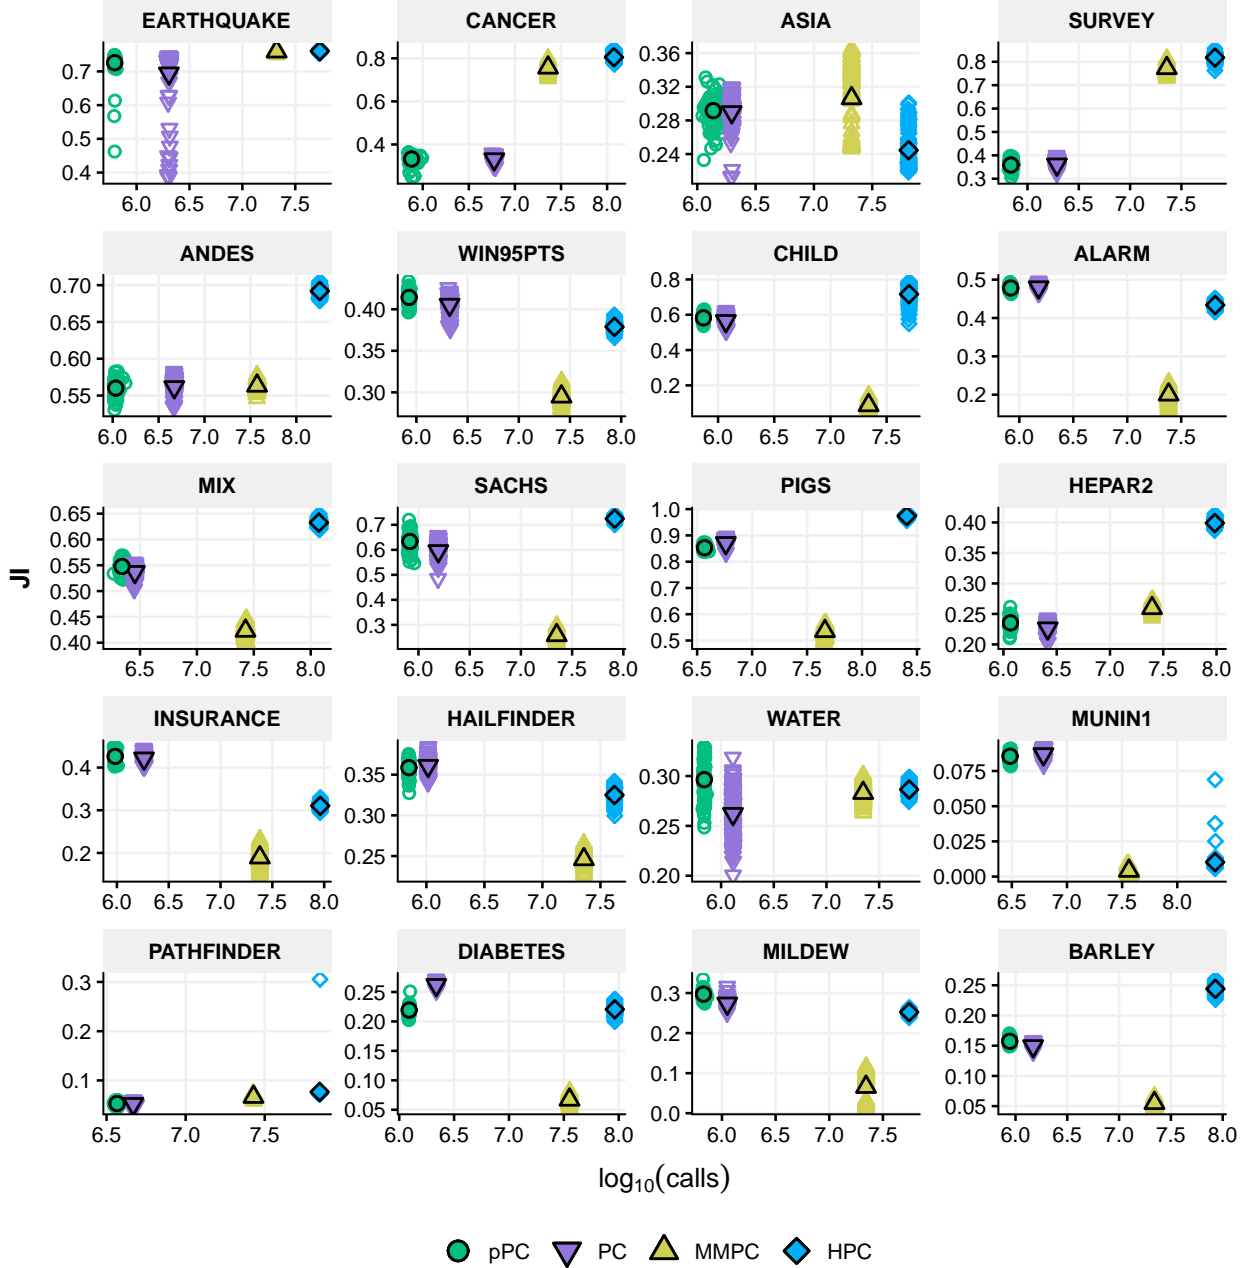 EARTHQUAKE CANCER ASIA SURVEY
0.7 0.6 0.5 0.4
0.8 0.6 0.4
0.36 0.32 0.28 0.24
0.8 0.7 0.6 0.5 0.4 0.3
6.0 6.5 7.0 7.5
6.0 6.5 7.0 7.5 8.0
6.0 6.5 7.0 7.5
6.0 6.5 7.0 7.5
ANDES WIN95PTS CHILD ALARM
0.70 0.65 0.60 0.55
0.40 0.35 0.30
0.8 0.6 0.4 0.2
0.5 0.4 0.3 0.2
6.0 6.5 7.0 7.5 8.0
6.0 6.5 7.0 7.5 8.0
6.0 6.5 7.0 7.5
6.0 6.5 7.0 7.5
MIX SACHS PIGS HEPAR2
JI
0.65 0.60 0.55 0.50 0.45 0.40
0.7 0.6 0.5 0.4 0.3
1.0 0.9 0.8 0.7 0.6 0.5
0.40 0.35 0.30 0.25 0.20
6.5 7.0 7.5 8.0
6.0 6.5 7.0 7.5 8.0
6.5 7.0 7.5 8.0 8.5
6.0 6.5 7.0 7.5 8.0
INSURANCE HAILFINDER WATER MUNIN1
0.4 0.3 0.2
0.35 0.30 0.25
0.30 0.25 0.20
0.075 0.050 0.025 0.000
6.0 6.5 7.0 7.5 8.0
6.0 6.5 7.0 7.5
6.0 6.5 7.0 7.5
6.5 7.0 7.5 8.0
PATHFINDER DIABETES MILDEW BARLEY
0.3 0.2 0.1
0.25 0.20 0.15 0.10 0.05
0.3 0.2 0.1 0.0
0.25 0.20 0.15 0.10 0.05
6.5 7.0 7.5
6.0 6.5 7.0 7.5 8.0
6.0 6.5 7.0 7.5
6.0 6.5 7.0 7.5 8.0
log₁₀(calls)
pPC PC MMPC HPC